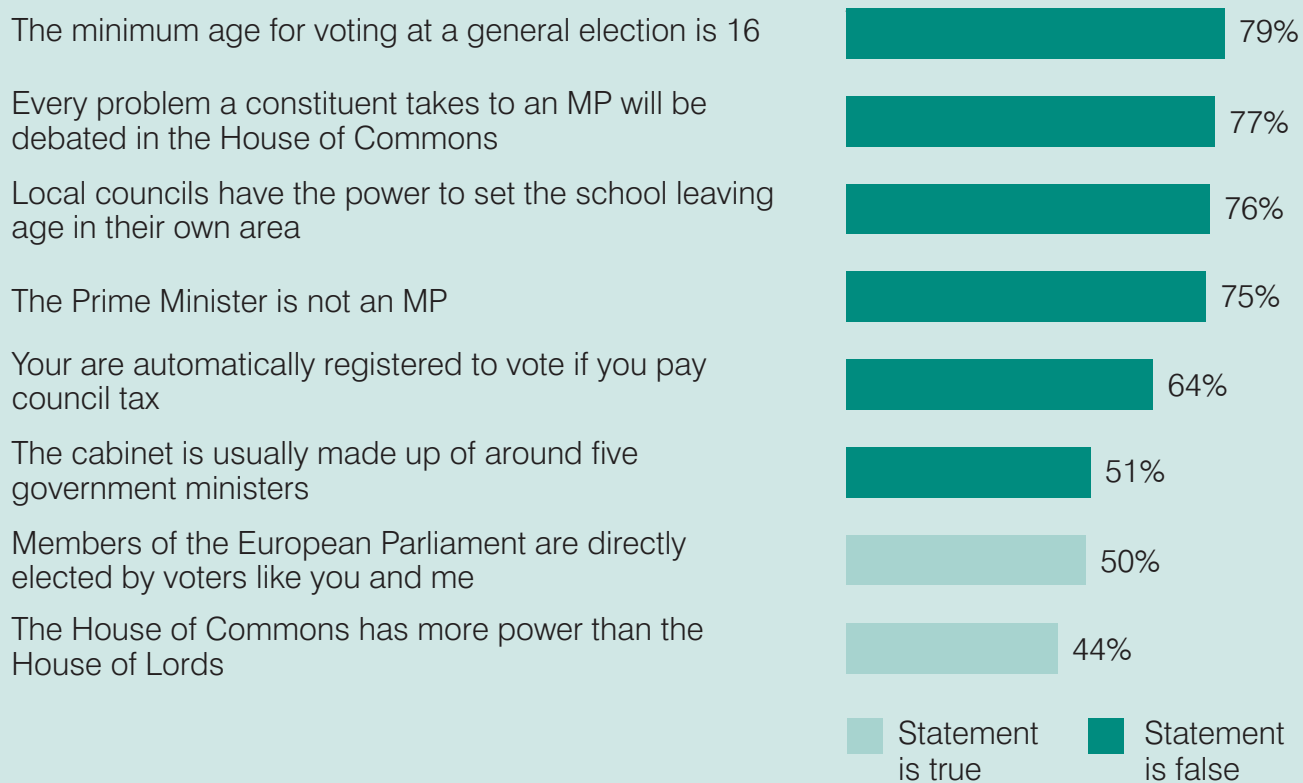 The minimum age for voting at a general election is 16
79%
Every problem a constituent takes to an MP will be
debated in the House of Commons
77%
Local councils have the power to set the school leaving
age in their own area
76%
The Prime Minister is not an MP
75%
Your are automatically registered to vote if you pay
council tax
64%
The cabinet is usually made up of around five
government ministers
51%
Members of the European Parliament are directly
elected by voters like you and me
50%
The House of Commons has more power than the
House of Lords
44%
Statement
is true
Statement
is false